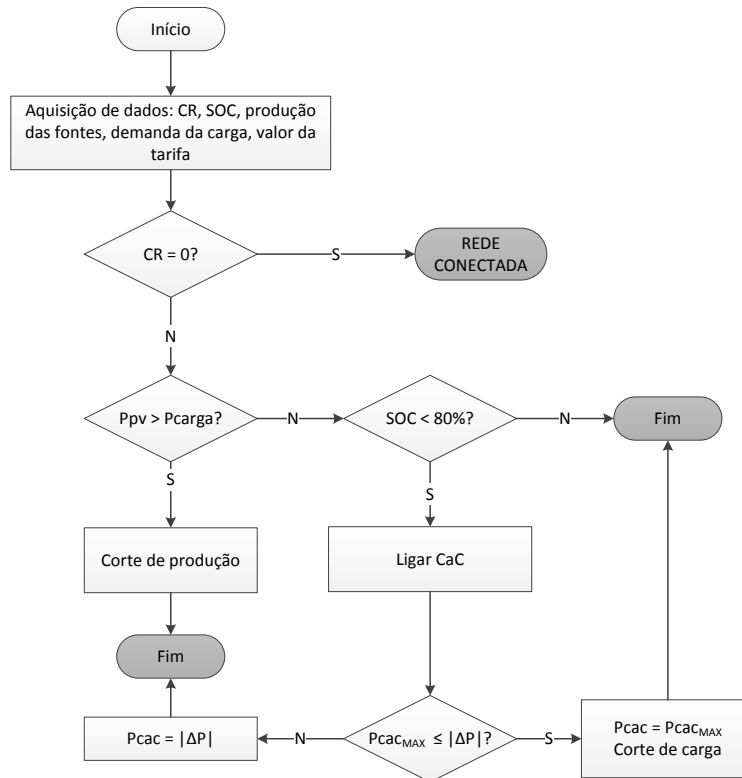 Início
Aquisição de dados: CR, SOC, produção
das fontes, demanda da carga, valor da
tarifa
CR = 0?
S
REDE
CONECTADA
N
Ppv > Pcarga?
N
SOC < 80%?
N
Fim
S
S
Corte de produção
Ligar CaC
Fim
Pcac = |ΔP|
N
PcacMAX ≤ |ΔP|?
S
Pcac = PcacMAX
Corte de carga